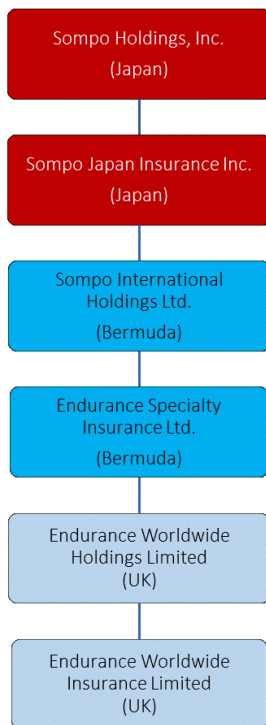 Sompo Holdings, Inc.
(Japan)
Sompo Japan Insurance Inc.
(Japan)
Sompo International
Holdings Ltd.
(Bermuda)
Endurance Specialty
Insurance Ltd.
(Bermuda)
Endurance Worldwide
Holdings Limited
(UK)
Endurance Worldwide
Insurance Limited
(UK)